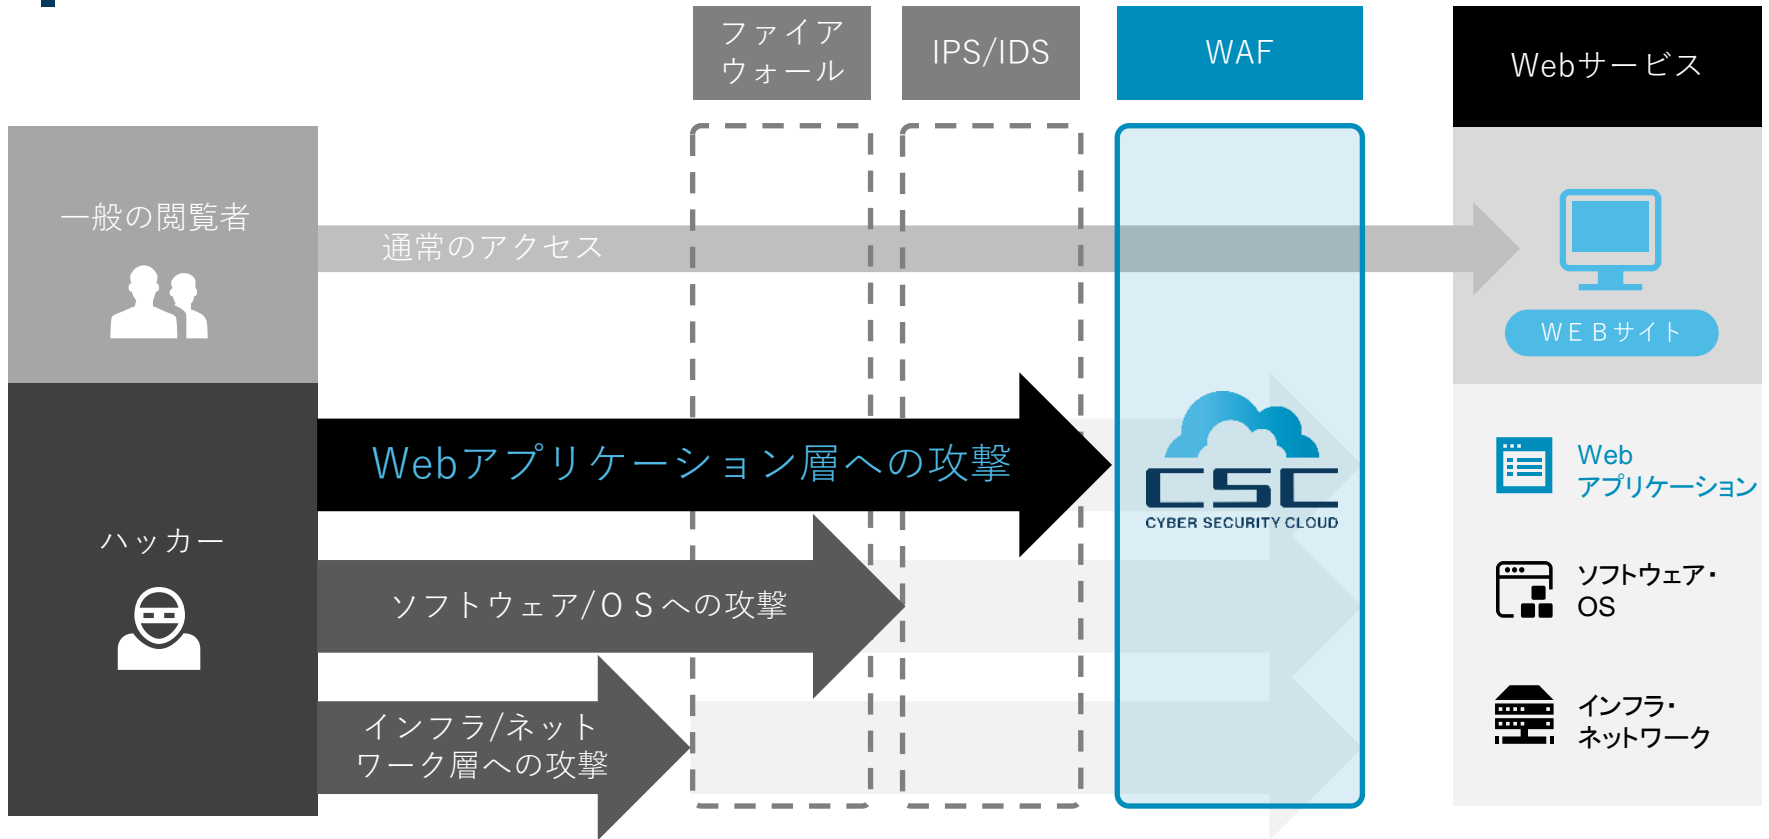 ファイア
ウォール
IPS/IDS
WAF
Webサービス
一般の閲覧者
通常のアクセス
ＷＥＢサイト
Webアプリケーション層への攻撃
CSC
CYBER SECURITY CLOUD
Web
アプリケーション
ハッカー
ソフトウェア/ＯＳへの攻撃
ソフトウェア・
OS
インフラ/ネット
ワーク層への攻撃
インフラ・
ネットワーク